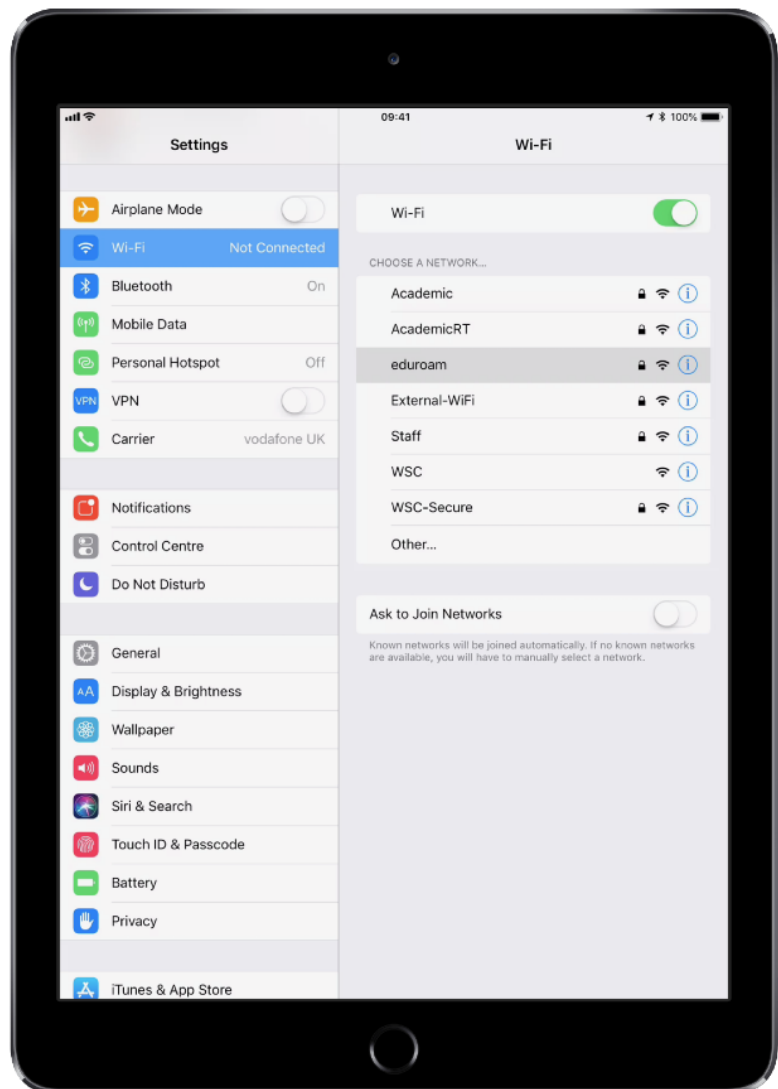 09:41
100%
Settings
Wi-Fi
Airplane Mode
Wi-Fi Not Connected
Bluetooth On
Mobile Data
Personal Hotspot Off
VPN VPN
Carrier vodafone UK
Notifications
Control Centre
Do Not Disturb
General
AA Display & Brightness
Wallpaper
Sounds
Siri & Search
Touch ID & Passcode
Battery
Privacy
iTunes & App Store
Wi-Fi
CHOOSE A NETWORK...
Academic
AcademicRT
eduroam
External-WiFi
Staff
WSC
WSC-Secure
Other...
Ask to Join Networks
Known networks will be joined automatically. If no known networks
are available, you will have to manually select a network.